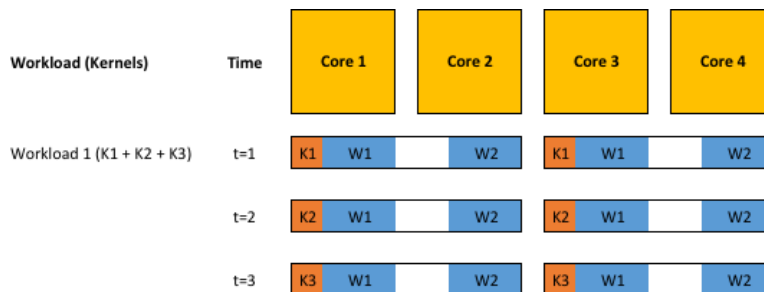 Workload (Kernels) Time Core 1 Core 2 Core 3 Core 4
Workload 1 (K1 + K2 + K3) t=1 K1 W1 W2 K1 W1 W2
t=2 K2 W1 W2 K2 W1 W2
t=3 K3 W1 W2 K3 W1 W2